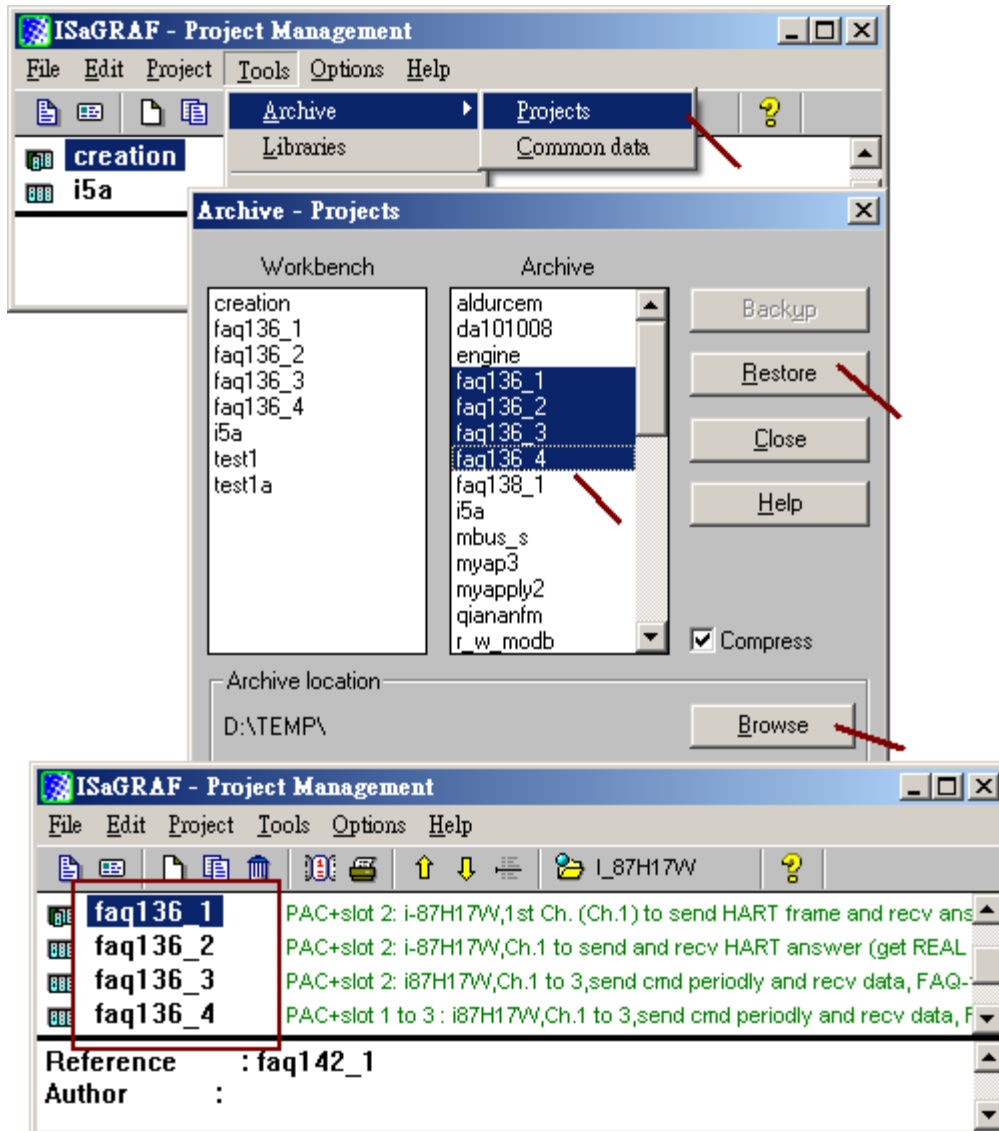 ISaGRAF - Project Management
File Edit Project Tools Options Help
Archive
Projects
Libraries
Common data
creation
i5a
Archive - Projects
Workbench
Archive
creation
faq136_1
faq136_2
faq136_3
faq136_4
i5a
test1
test1a
aldurcem
da101008
engine
faq136_1
faq136_2
faq136_3
faq136_4
faq138_1
i5a
mbus_s
myap3
myapply2
qiananfm
r_w_modb
Backup
Restore
Close
Help
Compress
Archive location
D:\TEMP\
Browse
ISaGRAF - Project Management
File Edit Project Tools Options Help
I_87H17W
faq136_1 PAC+slot 2: i-87H17W,1st Ch. (Ch.1) to send HART frame and recv ans
faq136_2 PAC+slot 2: i-87H17W,Ch.1 to send and recv HART answer (get REAL
faq136_3 PAC+slot 2: i87H17W,Ch.1 to 3,send cmd periodly and recv data, FAQ-
faq136_4 PAC+slot 1 to 3 : i87H17W,Ch.1 to 3,send cmd periodly and recv data, F
Reference : faq142_1
Author :